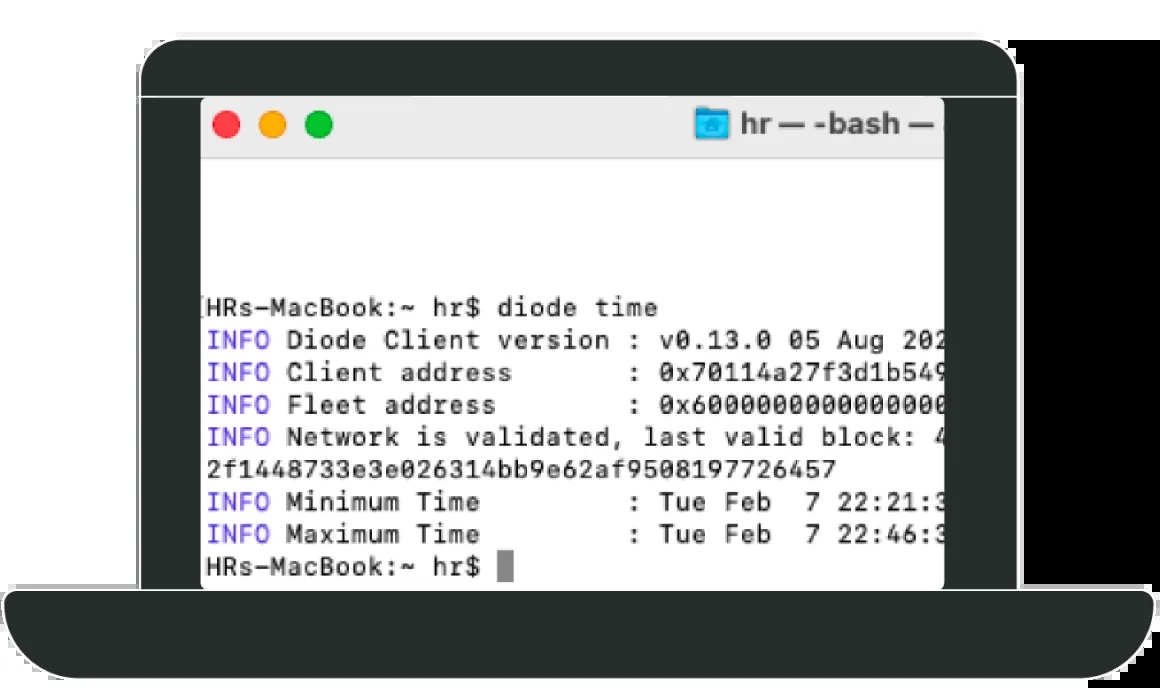 hr — -bash —
HRs-MacBook:~ hr$ diode time
INFO Diode Client version : v0.13.0 05 Aug 202
INFO Client address : 0x70114a27f3d1b549
INFO Fleet address : 0x6000000000000000
INFO Network is validated, last valid block: 4
2f1448733e3e026314bb9e62af9508197726457
INFO Minimum Time : Tue Feb 7 22:21:3
INFO Maximum Time : Tue Feb 7 22:46:3
HRs-MacBook:~ hr$